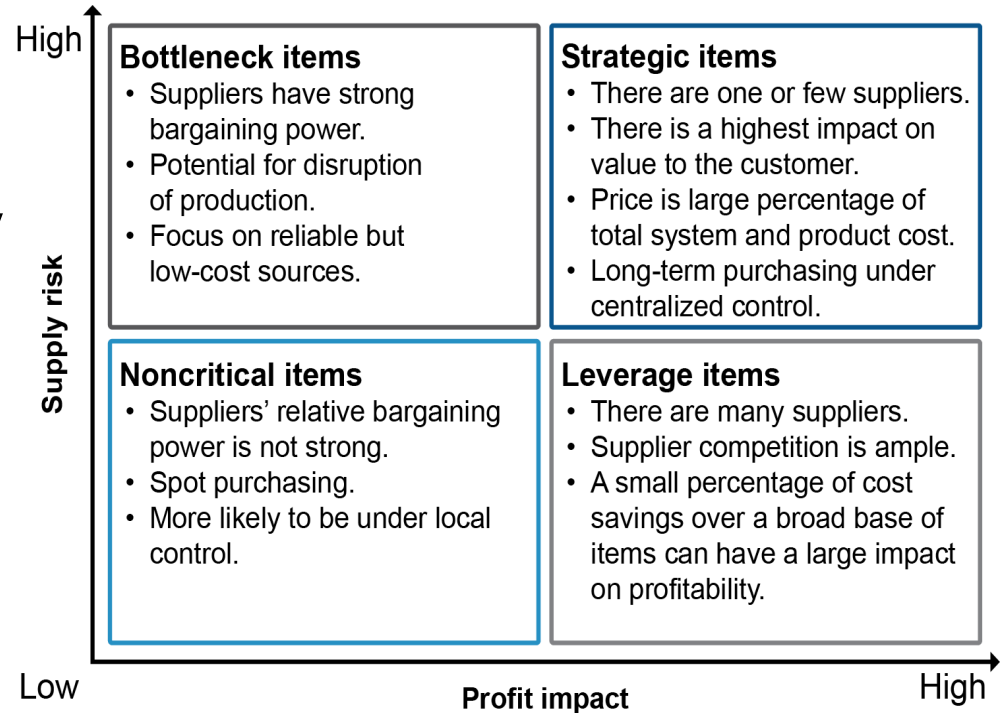 High
Bottleneck items
• Suppliers have strong
bargaining power.
• Potential for disruption
of production.
• Focus on reliable but
low-cost sources.
Strategic items
• There are one or few suppliers.
• There is a highest impact on
value to the customer.
• Price is large percentage of
total system and product cost.
• Long-term purchasing under
centralized control.
Supply risk
Noncritical items
• Suppliers’ relative bargaining
power is not strong.
• Spot purchasing.
• More likely to be under local
control.
Leverage items
• There are many suppliers.
• Supplier competition is ample.
• A small percentage of cost
savings over a broad base of
items can have a large impact
on profitability.
Low
Profit impact
High